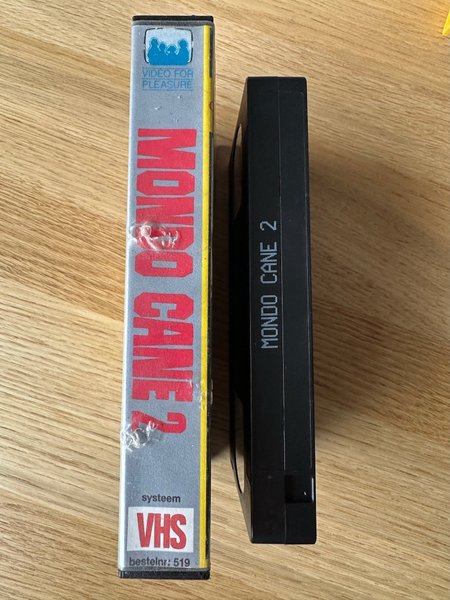 VIDEO FOR
PLEASURE
MONDO CANE 2
systeem
VHS
bestelnr: 519
MONDO CANE 2